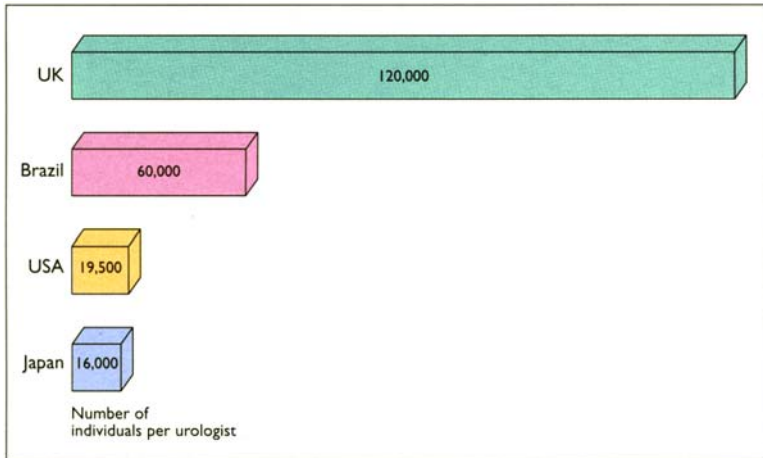 UK
120,000
Brazil
60,000
USA
19,500
Japan
16,000
Number of
individuals per urologist